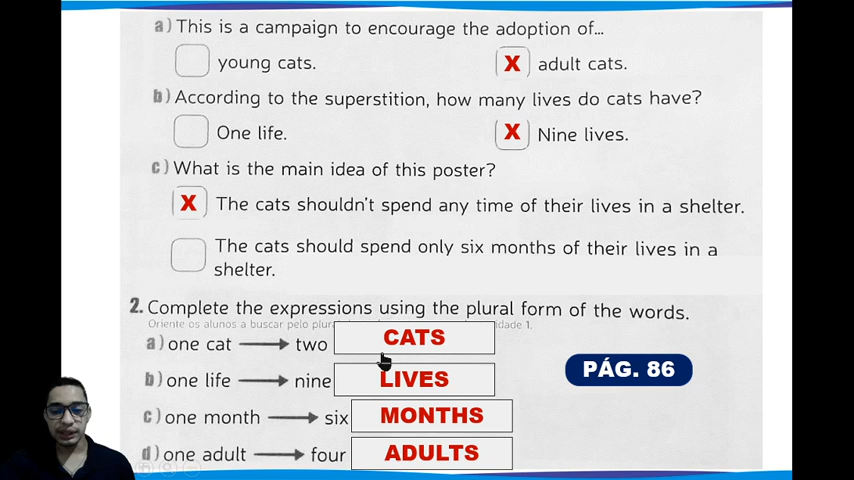 a) This is a campaign to encourage the adoption of...
young cats.
X adult cats.
b) According to the superstition, how many lives do cats have?
One life.
X Nine lives.
c) What is the main idea of this poster?
X The cats shouldn't spend any time of their lives in a shelter.
The cats should spend only six months of their lives in a
shelter.
2. Complete the expressions using the plural form of the words.
Oriente os alunos a buscar pelo idade 1.
a) one cat → two CATS
b) one life → nine LIVES
PÁG. 86
c) one month → six MONTHS
d) one adult → four ADULTS